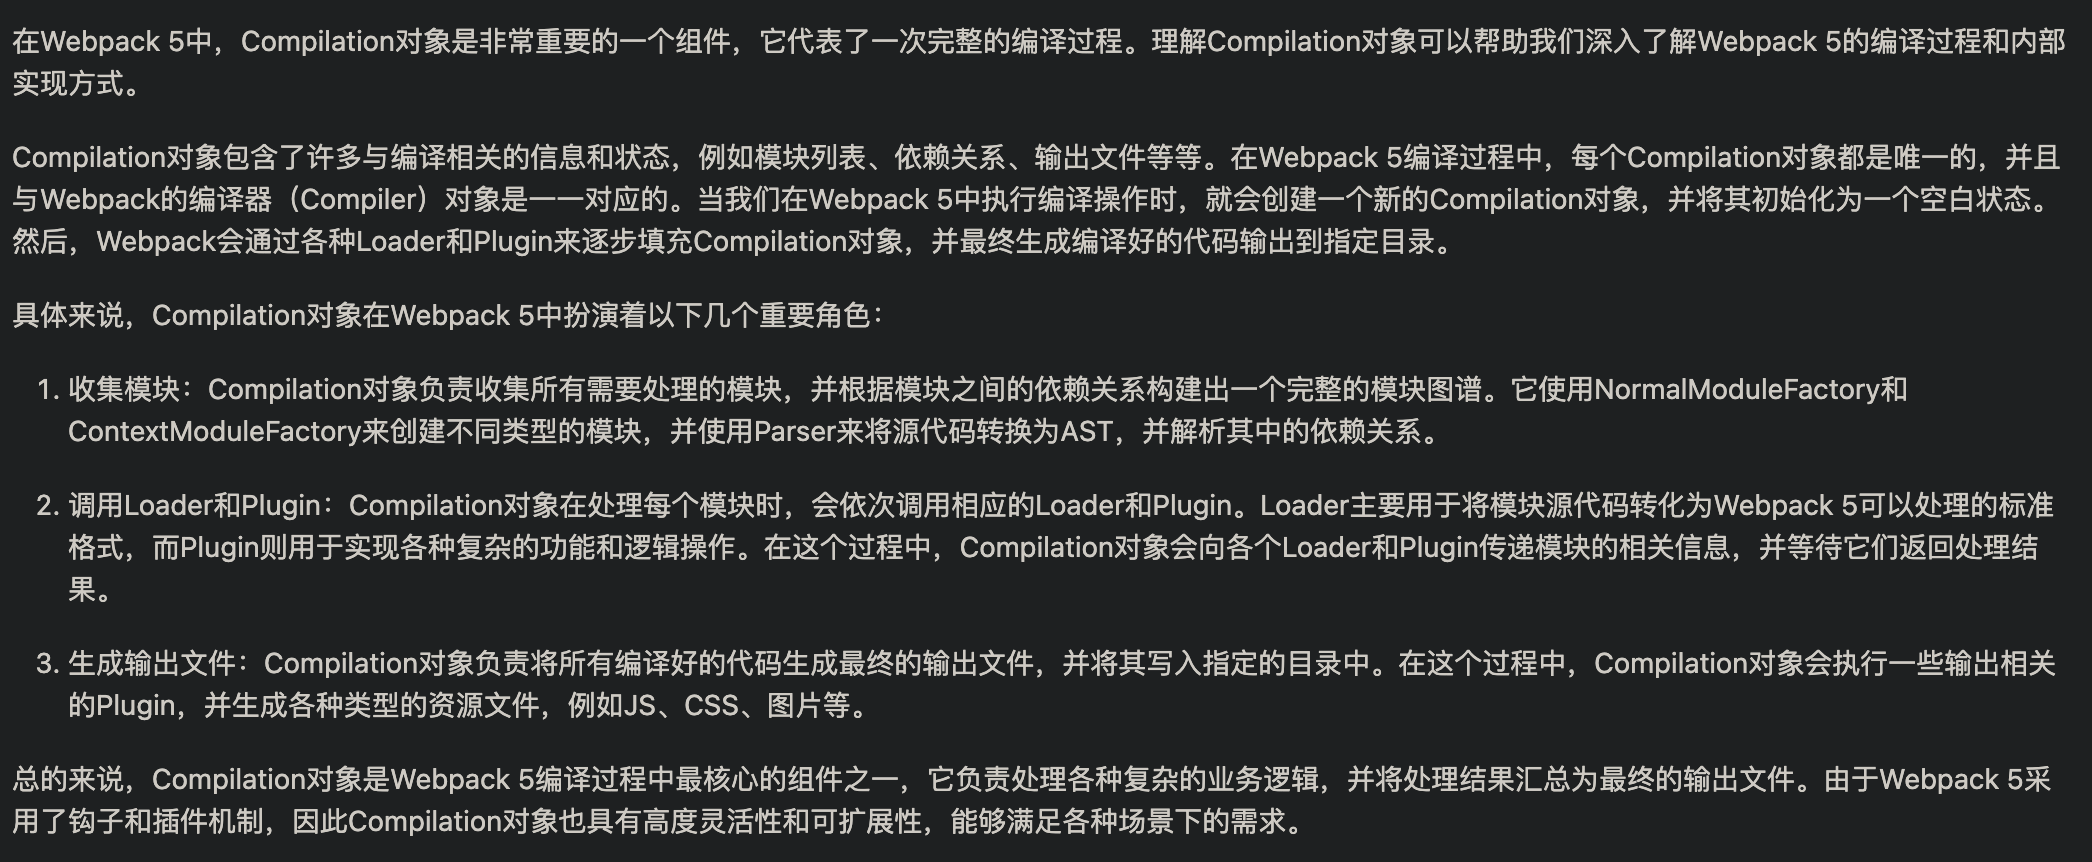 在Webpack 5中，Compilation对象是非常重要的一个组件，它代表了一次完整的编译过程。理解Compilation对象可以帮助我们深入了解Webpack 5的编译过程和内部
实现方式。
Compilation对象包含了许多与编译相关的信息和状态，例如模块列表、依赖关系、输出文件等等。在Webpack 5编译过程中，每个Compilation对象都是唯一的，并且
与Webpack的编译器（Compiler）对象是一一对应的。当我们在Webpack 5中执行编译操作时，就会创建一个新的Compilation对象，并将其初始化为一个空白状态。
然后，Webpack会通过各种Loader和Plugin来逐步填充Compilation对象，并最终生成编译好的代码输出到指定目录。
具体来说，Compilation对象在Webpack 5中扮演着以下几个重要角色：
1. 收集模块：Compilation对象负责收集所有需要处理的模块，并根据模块之间的依赖关系构建出一个完整的模块图谱。它使用NormalModuleFactory和
ContextModuleFactory来创建不同类型的模块，并使用Parser来将源代码转换为AST，并解析其中的依赖关系。
2. 调用Loader和Plugin：Compilation对象在处理每个模块时，会依次调用相应的Loader和Plugin。Loader主要用于将模块源代码转化为Webpack 5可以处理的标准
格式，而Plugin则用于实现各种复杂的功能和逻辑操作。在这个过程中，Compilation对象会向各个Loader和Plugin传递模块的相关信息，并等待它们返回处理结
果。
3. 生成输出文件：Compilation对象负责将所有编译好的代码生成最终的输出文件，并将其写入指定的目录中。在这个过程中，Compilation对象会执行一些输出相关
的Plugin，并生成各种类型的资源文件，例如JS、CSS、图片等。
总的来说，Compilation对象是Webpack 5编译过程中最核心的组件之一，它负责处理各种复杂的业务逻辑，并将处理结果汇总为最终的输出文件。由于Webpack 5采
用了钩子和插件机制，因此Compilation对象也具有高度灵活性和可扩展性，能够满足各种场景下的需求。